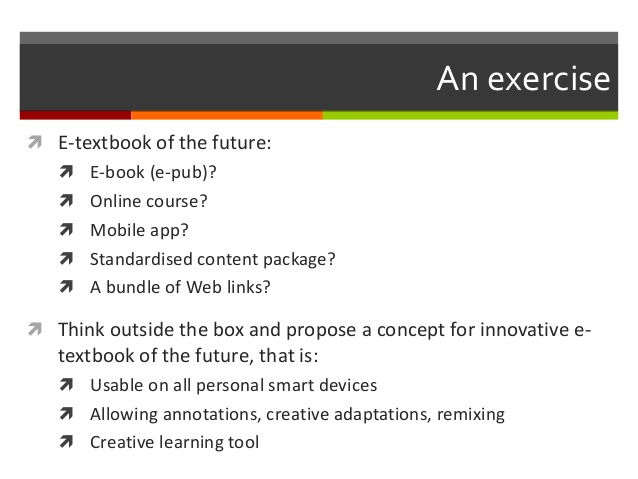 An exercise
E-textbook of the future:
E-book (e-pub)?
Online course?
Mobile app?
Standardised content package?
A bundle of Web links?
Think outside the box and propose a concept for innovative e-
textbook of the future, that is:
Usable on all personal smart devices
Allowing annotations, creative adaptations, remixing
Creative learning tool